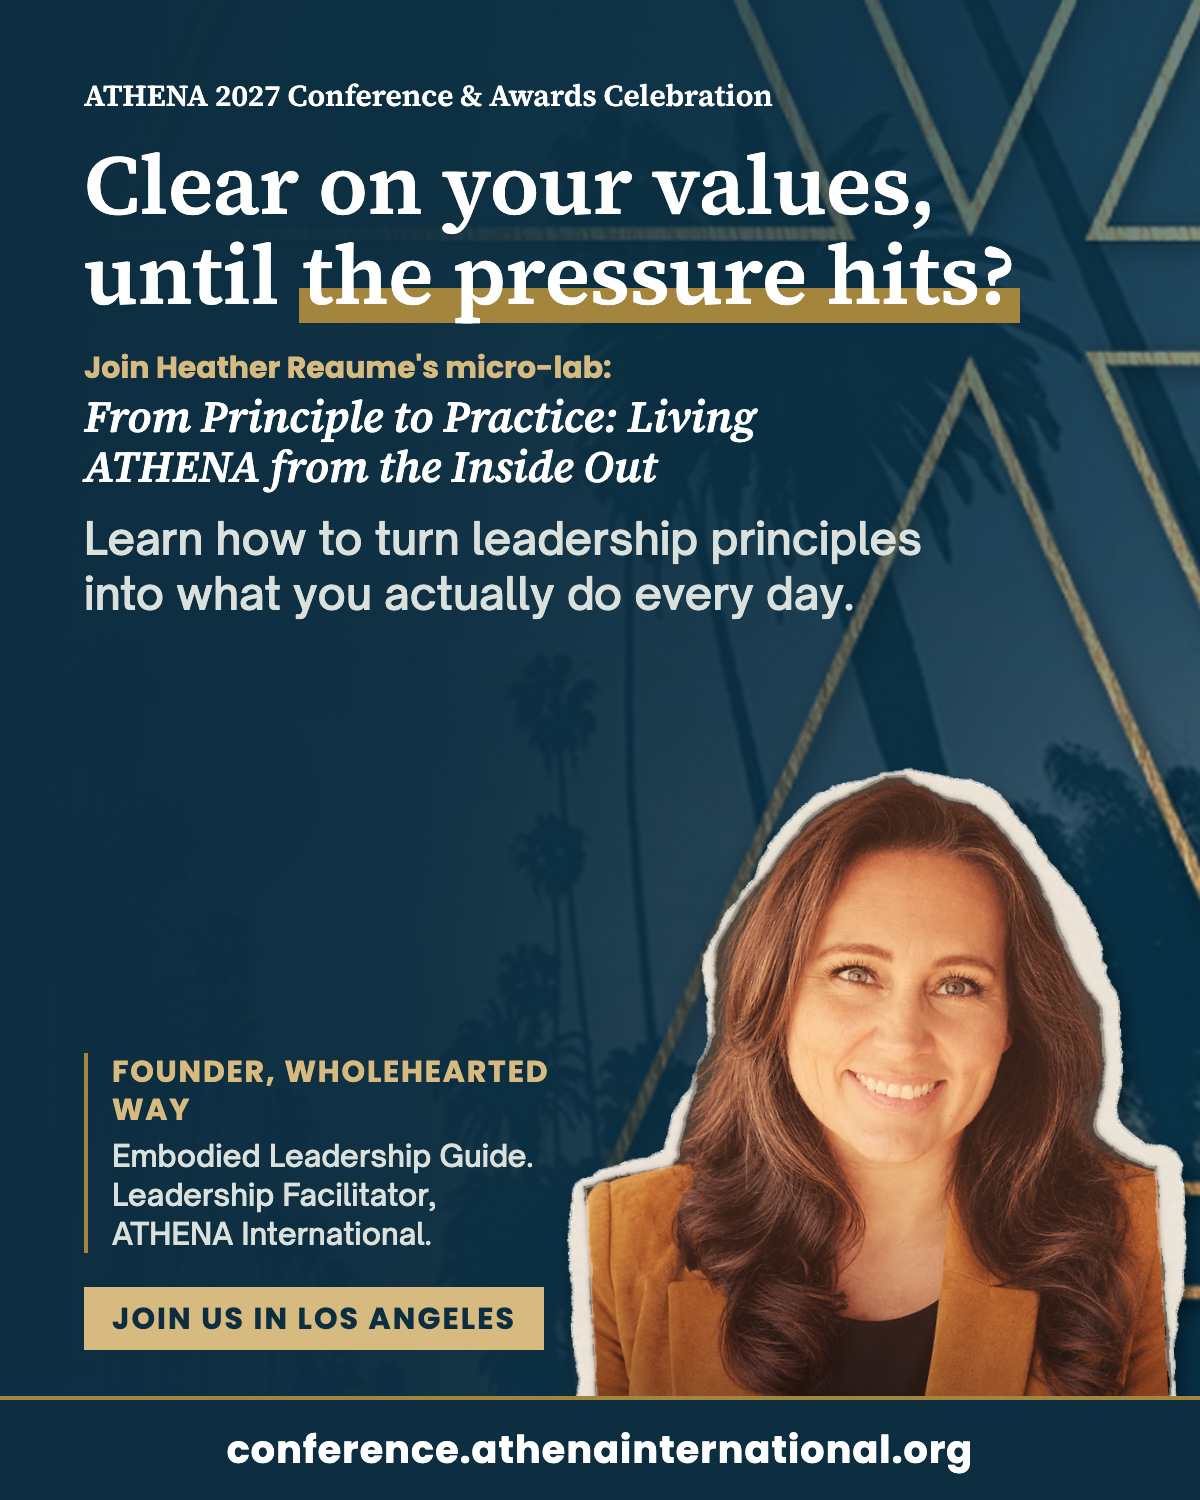 ATHENA 2027 Conference & Awards Celebration
Clear on your values,
until the pressure hits?
Join Heather Reaume's micro-lab:
From Principle to Practice: Living
ATHENA from the Inside Out
Learn how to turn leadership principles
into what you actually do every day.
FOUNDER, WHOLEHEARTED
WAY
Embodied Leadership Guide.
Leadership Facilitator,
ATHENA International.
JOIN US IN LOS ANGELES
conference.athenainternational.org